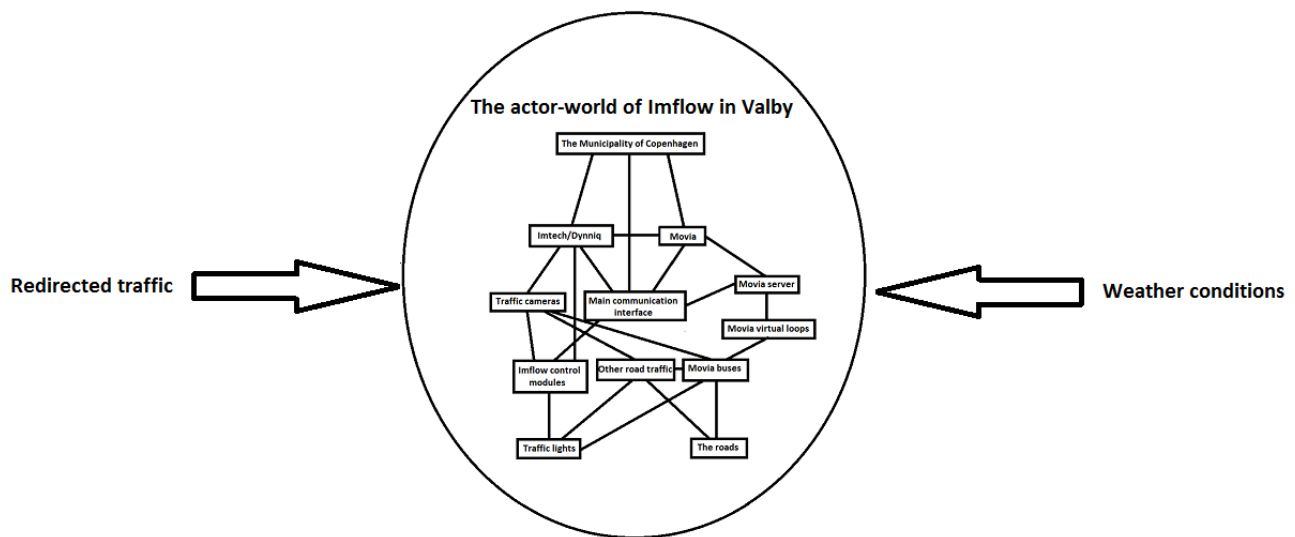 The actor-world of Imflow in Valby
The Municipality of Copenhagen
Imtech/Dynniq
Movia
Redirected traffic
Traffic cameras
Main communication
interface
Movia server
Weather conditions
Movia virtual loops
Imflow control
modules
Other road traffic
Movia buses
Traffic lights
The roads